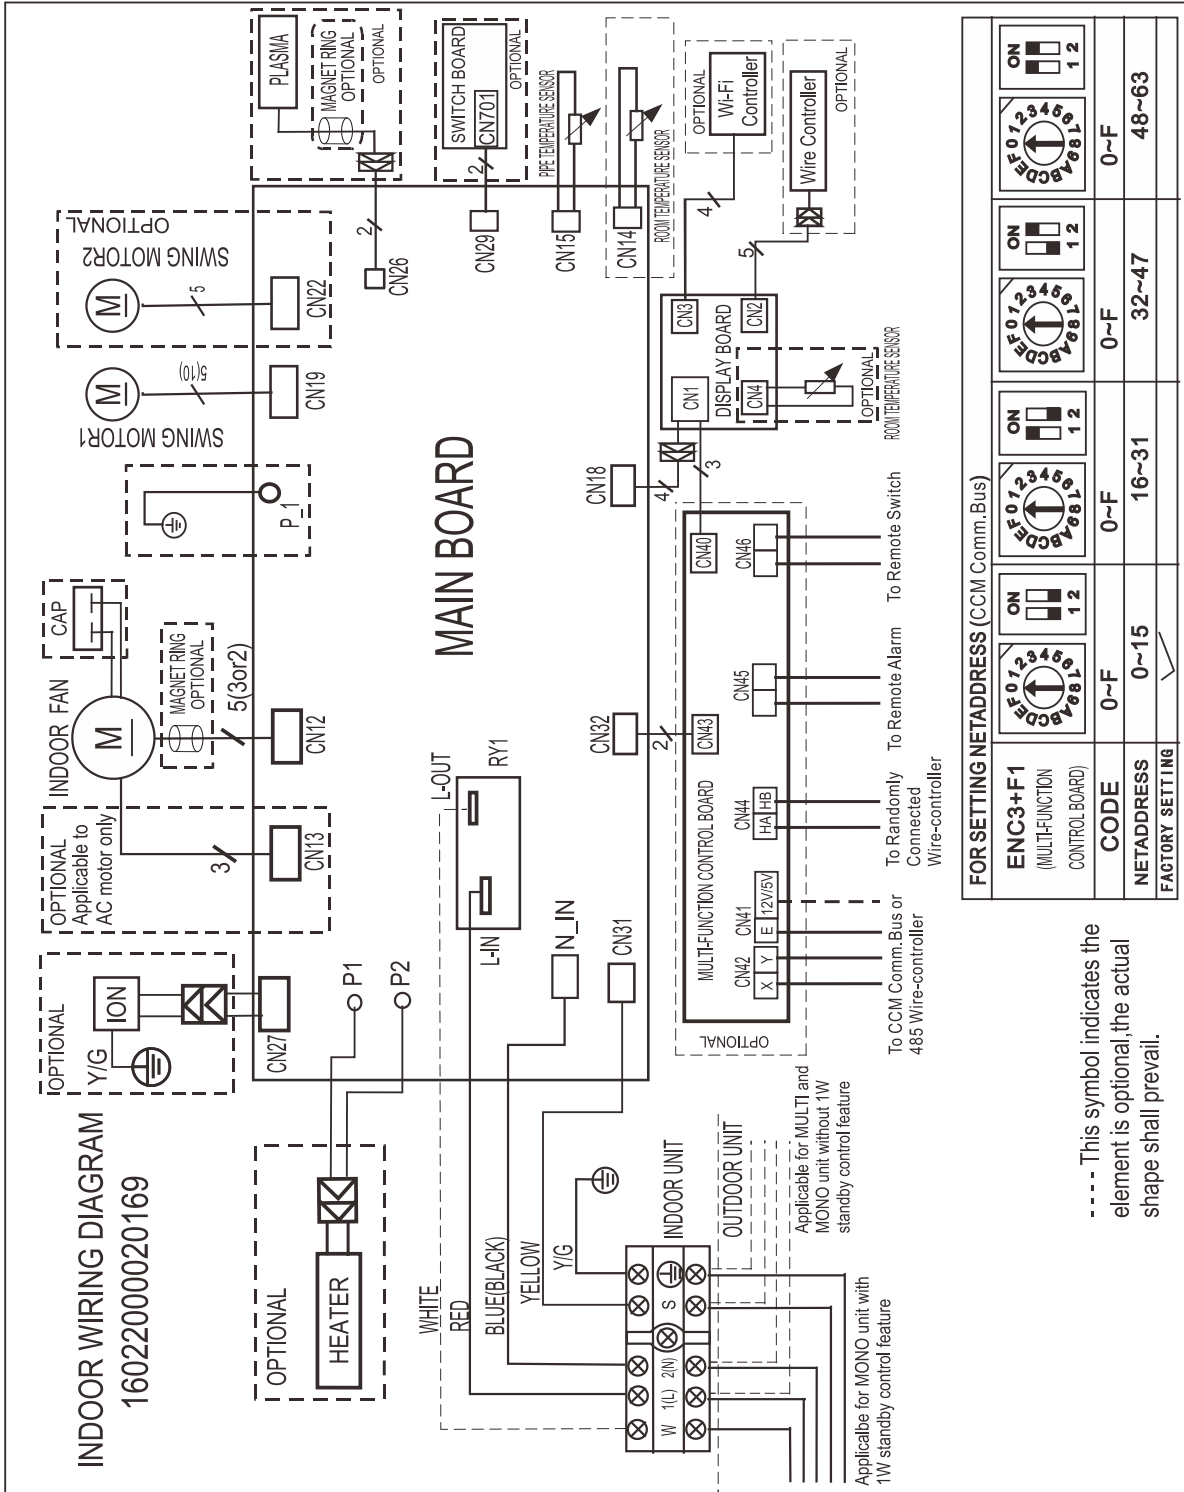 INDOOR WIRING DIAGRAM
16022000020169
OPTIONAL
Y/G
ION
CN27
OPTIONAL
Applicable to
AC motor only
3
CN13
INDOOR FAN
M
CAP
MAGNET RING
OPTIONAL
5(3or2)
CN12
P_1
SWING MOTOR1
M
5(10)
CN19
OPTIONAL
SWING MOTOR2
M
5
CN22
PLASMA
MAGNET RING
OPTIONAL
OPTIONAL
2
CN26
SWITCH BOARD
CN701
OPTIONAL
2
CN29
PIPE TEMPERATURE SENSOR
CN15
CN14
ROOM TEMPERATURE SENSOR
OPTIONAL
Wi-Fi
Controller
4
Wire Controller
OPTIONAL
5
CN3
CN2
CN1
DISPLAY BOARD
CN4
OPTIONAL
ROOM TEMPERATURE SENSOR
MAIN BOARD
CN18
4
3
CN32
2
L-OUT
RY1
L-IN
N_IN
CN31
P1
P2
OPTIONAL
HEATER
WHITE
RED
BLUE(BLACK)
YELLOW
Y/G
INDOOR UNIT
OUTDOOR UNIT
W
1(L)
2(N)
S
Applicable for MULTI and
MONO unit without 1W
standby control feature
Applicalbe for MONO unit with
1W standby control feature
OPTIONAL
MULTI-FUNCTION CONTROL BOARD
CN40
CN43
CN42
X
Y
CN41
E
12V/5V
CN44
HA
HB
CN45
CN46
To CCM Comm.Bus or
485 Wire-controller
To Randomly
Connected
Wire-controller
To Remote Alarm
To Remote Switch
---- This symbol indicates the
element is optional,the actual
shape shall prevail.
FOR SETTING NETADDRESS (CCM Comm.Bus)
ENC3+F1
(MULTI-FUNCTION
CONTROL BOARD)
0123456789ABCDEF
ON
1 2
0123456789ABCDEF
ON
1 2
0123456789ABCDEF
ON
1 2
0123456789ABCDEF
ON
1 2
CODE 0~F 0~F 0~F 0~F
NETADDRESS 0~15 16~31 32~47 48~63
FACTORY SETTING